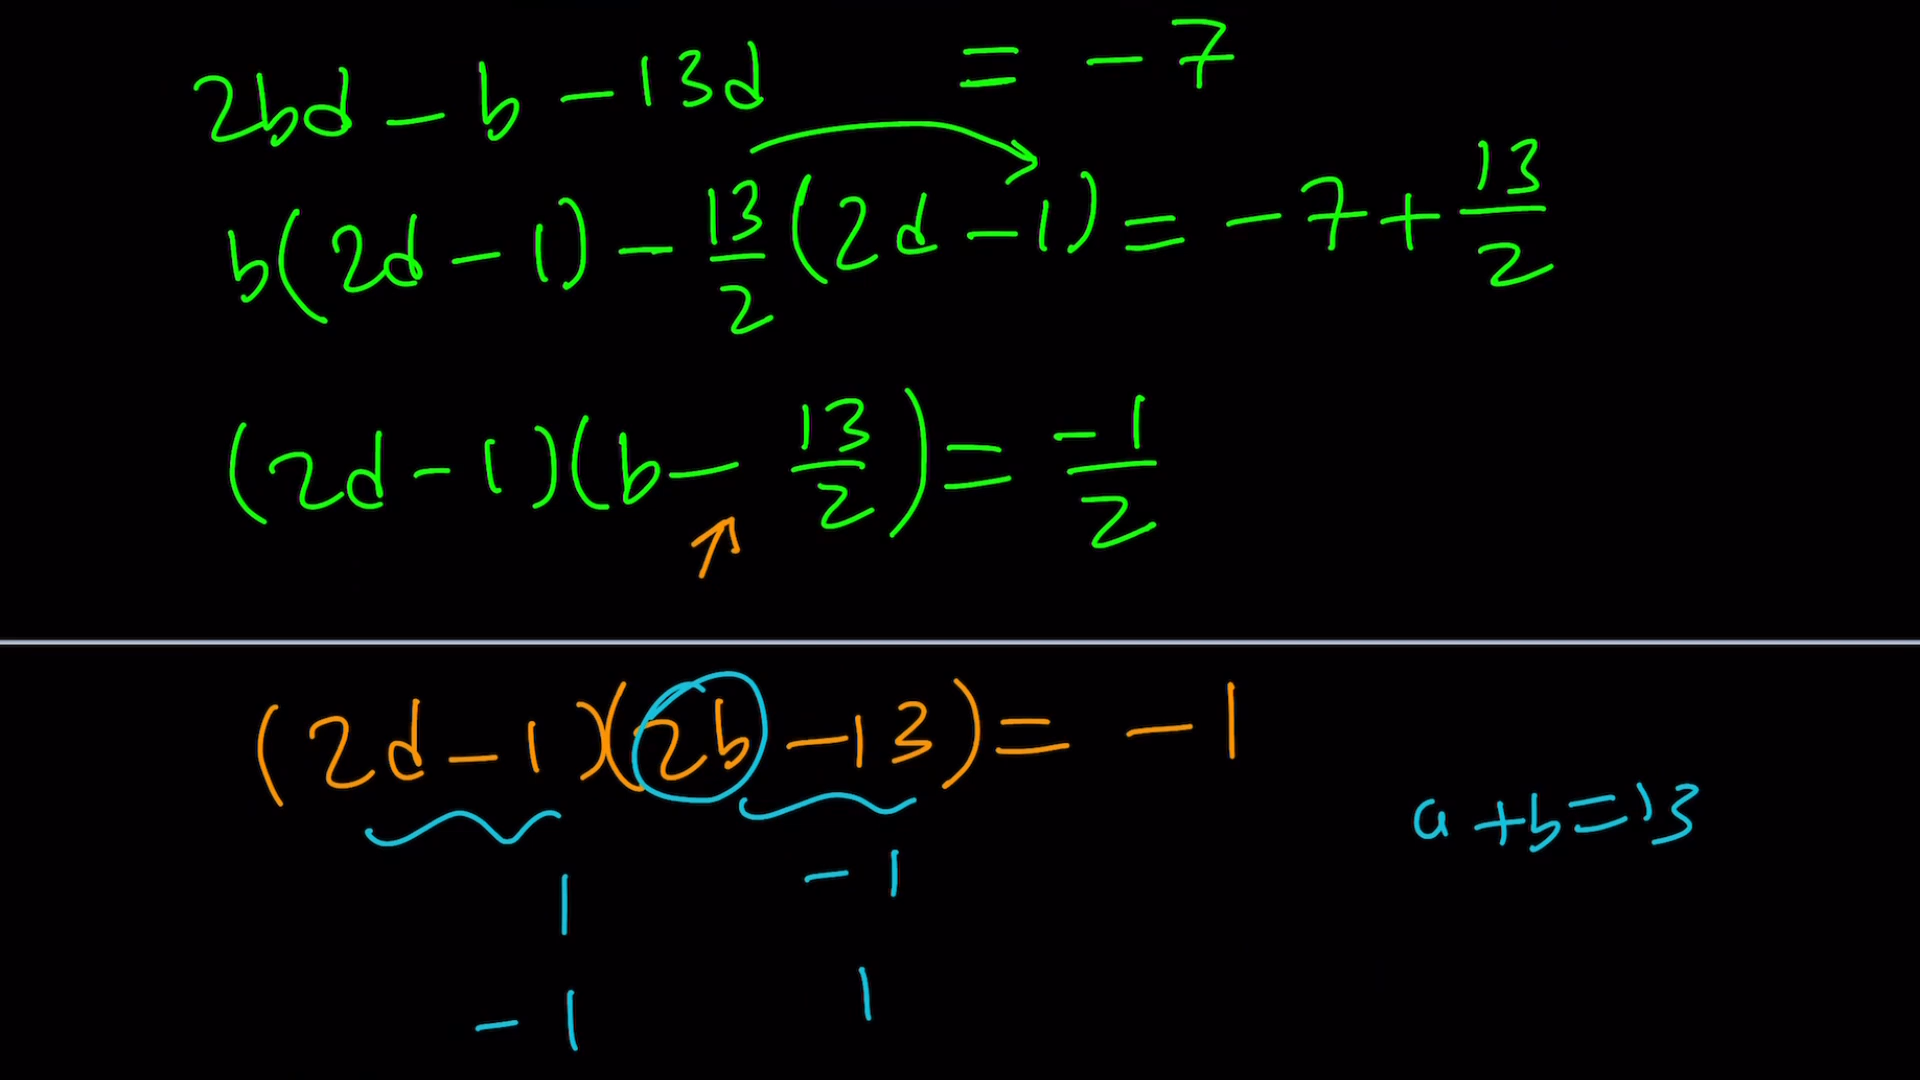 2bd - b - 13d = -7
b(2d - 1) - 13/2 (2d - 1) = -7 + 13/2
(2d - 1)(b - 13/2) = -1/2
(2d - 1)(2b - 13) = -1
a + b = 13
1 -1
-1 1